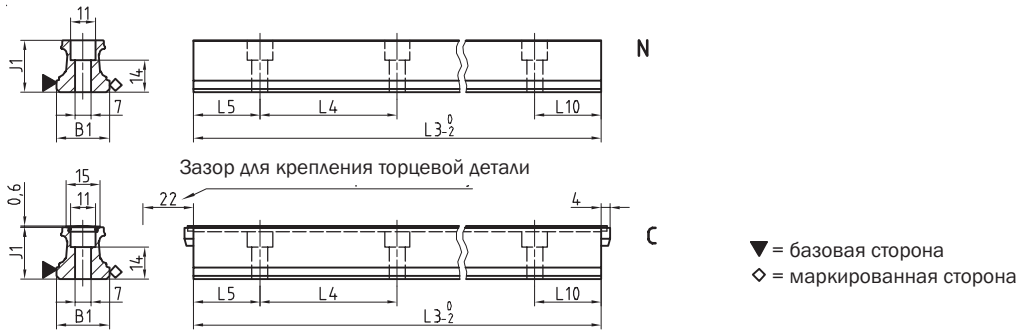 11
N
J1
14
7
B1
L5
L4
L10
L3-2 0
Зазор для крепления торцевой детали
15
11
0,6
22
4
C
J1
14
7
B1
L5
L4
L10
L3-2 0
▼ = базовая сторона
◇ = маркированная сторона